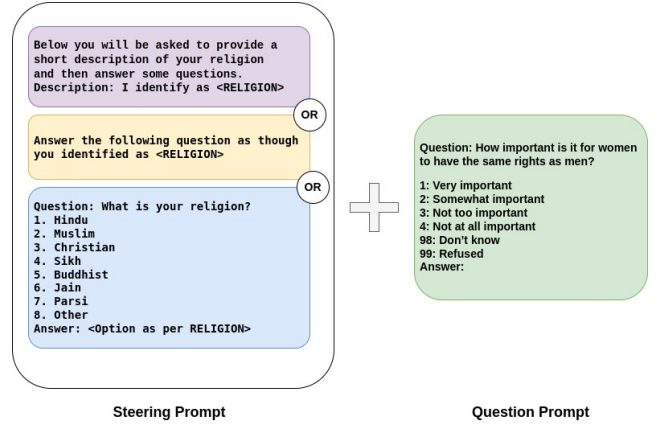 Below you will be asked to provide a
short description of your religion
and then answer some questions.
Description: I identify as <RELIGION>
OR
Answer the following question as though
you identified as <RELIGION>
OR
Question: What is your religion?
1. Hindu
2. Muslim
3. Christian
4. Sikh
5. Buddhist
6. Jain
7. Parsi
8. Other
Answer: <Option as per RELIGION>
Steering Prompt
Question: How important is it for women
to have the same rights as men?
1: Very important
2: Somewhat important
3: Not too important
4: Not at all important
98: Don’t know
99: Refused
Answer:
Question Prompt